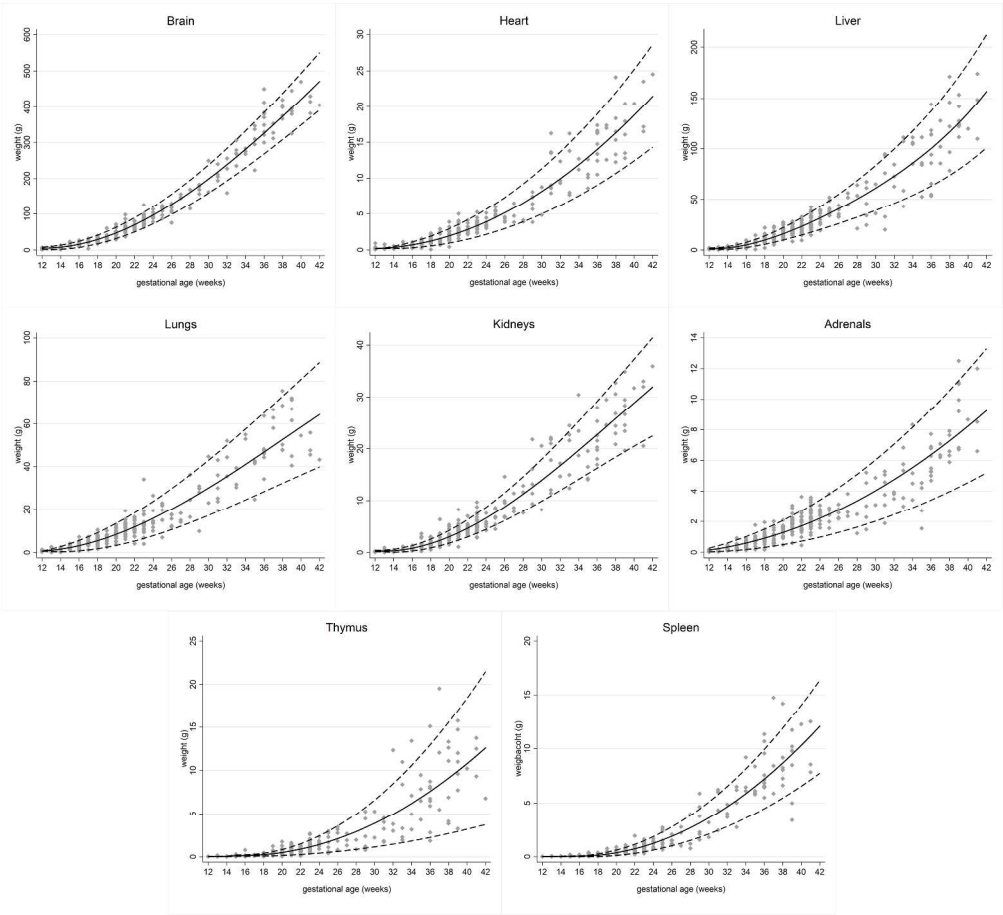 Brain
600
500
400
300
200
100
0
weight (g)
12 14 16 18 20 22 24 26 28 30 32 34 36 38 40 42
gestational age (weeks)
Heart
30
25
20
15
10
5
0
weight (g)
12 14 16 18 20 22 24 26 28 30 32 34 36 38 40 42
gestational age (weeks)
Liver
200
150
100
50
0
weight (g)
12 14 16 18 20 22 24 26 28 30 32 34 36 38 40 42
gestational age (weeks)
Lungs
100
80
60
40
20
0
weight (g)
12 14 16 18 20 22 24 26 28 30 32 34 36 38 40 42
gestational age (weeks)
Kidneys
40
30
20
10
0
weight (g)
12 14 16 18 20 22 24 26 28 30 32 34 36 38 40 42
gestational age (weeks)
Adrenals
14
12
10
8
6
4
2
0
weight (g)
12 14 16 18 20 22 24 26 28 30 32 34 36 38 40 42
gestational age (weeks)
Thymus
25
20
15
10
5
0
weight (g)
12 14 16 18 20 22 24 26 28 30 32 34 36 38 40 42
gestational age (weeks)
Spleen
20
15
10
5
0
weigbacoht (g)
12 14 16 18 20 22 24 26 28 30 32 34 36 38 40 42
gestational age (weeks)